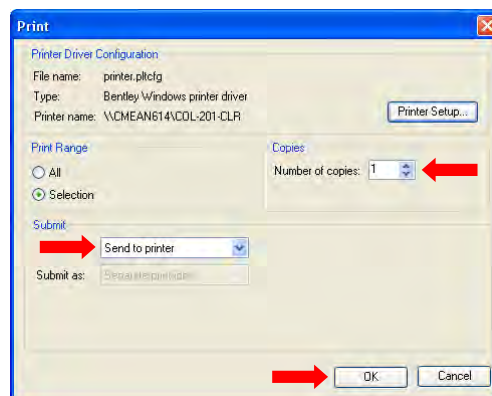 Print
Printer Driver Configuration
File name: printer.pltcfg
Type: Bentley Windows printer driver
Printer name: \\CMEAN614\COL-201-CLR
Printer Setup...
Print Range
All
Selection
Copies
Number of copies: 1
Submit
Send to printer
Submit as:
OK
Cancel